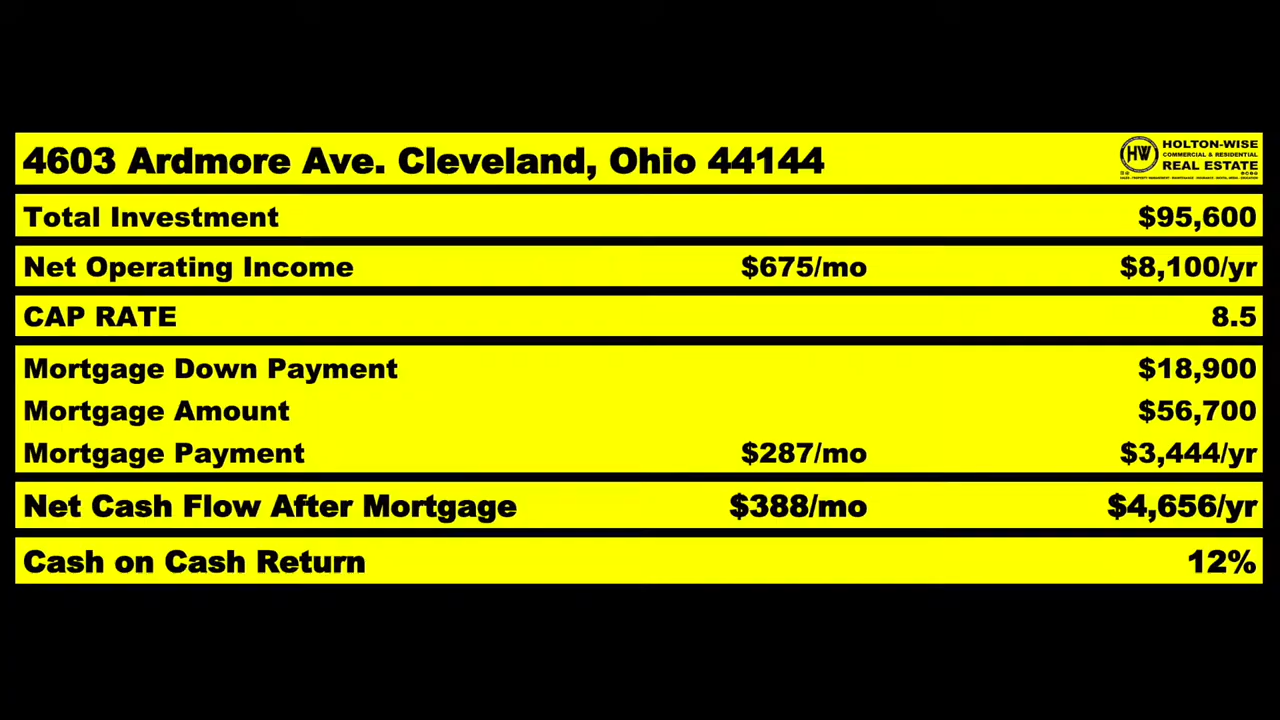 4603 Ardmore Ave. Cleveland, Ohio 44144
HW
HOLTON-WISE
COMMERCIAL & RESIDENTIAL
REAL ESTATE
Total Investment $95,600
Net Operating Income $675/mo $8,100/yr
CAP RATE 8.5
Mortgage Down Payment $18,900
Mortgage Amount $56,700
Mortgage Payment $287/mo $3,444/yr
Net Cash Flow After Mortgage $388/mo $4,656/yr
Cash on Cash Return 12%